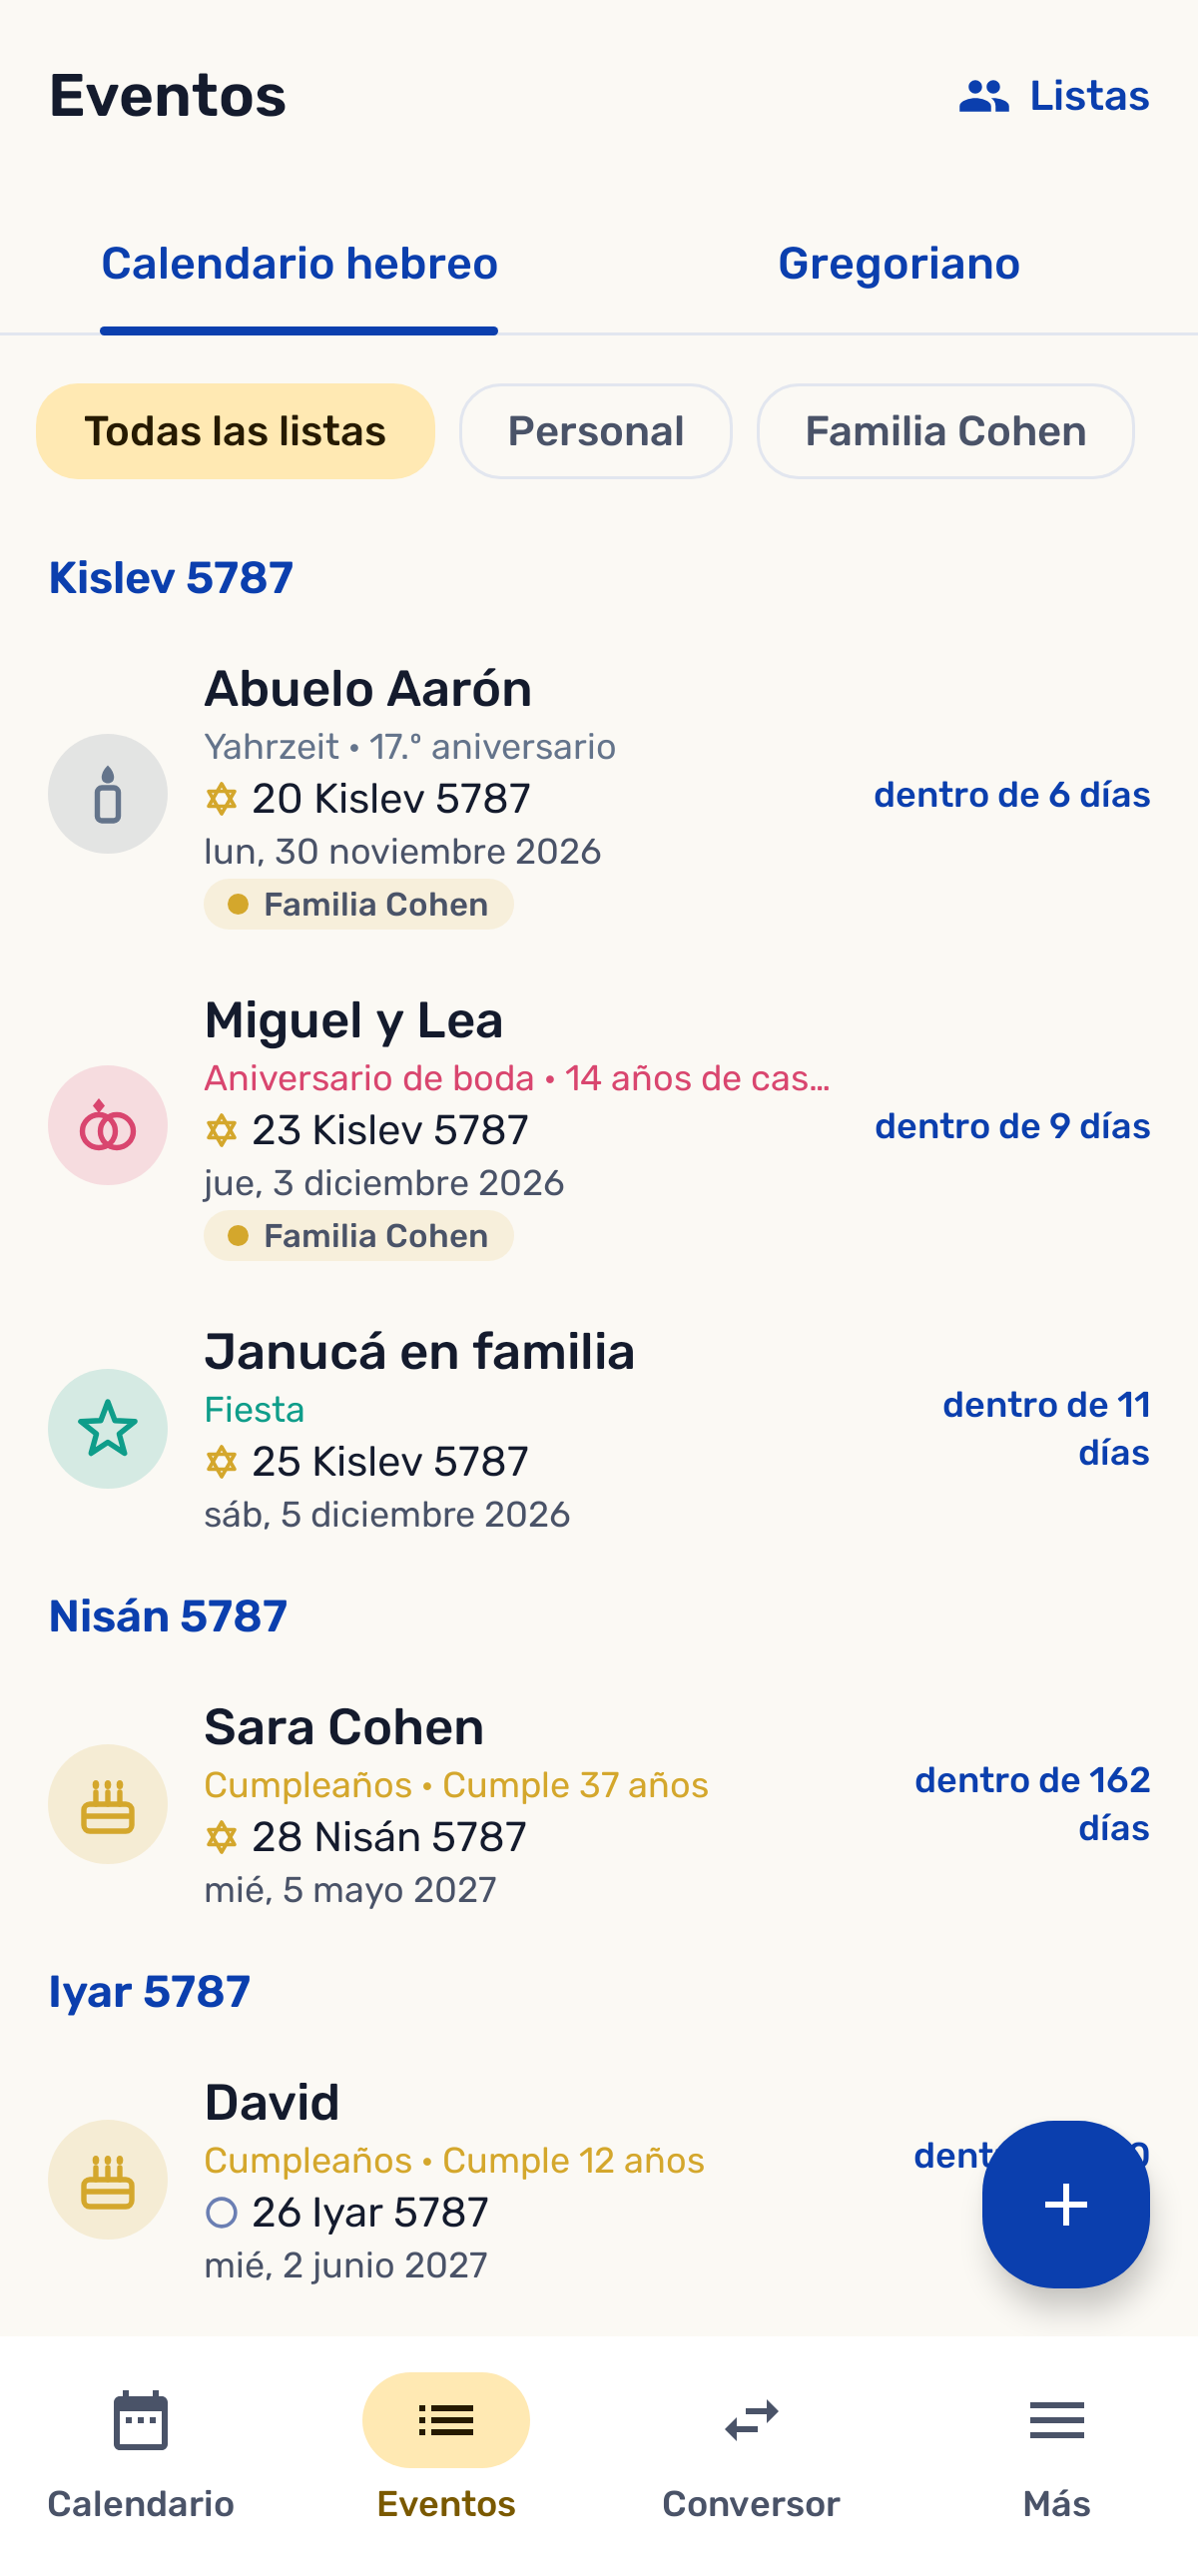 Eventos
Listas
Calendario hebreo
Gregoriano
Todas las listas
Personal
Familia Cohen
Kislev 5787
Abuelo Aarón
Yahrzeit • 17.º aniversario
20 Kislev 5787
lun, 30 noviembre 2026
Familia Cohen
dentro de 6 días
Miguel y Lea
Aniversario de boda • 14 años de cas…
23 Kislev 5787
jue, 3 diciembre 2026
Familia Cohen
dentro de 9 días
Janucá en familia
Fiesta
25 Kislev 5787
sáb, 5 diciembre 2026
dentro de 11
días
Nisán 5787
Sara Cohen
Cumpleaños • Cumple 37 años
28 Nisán 5787
mié, 5 mayo 2027
dentro de 162
días
Iyar 5787
David
Cumpleaños • Cumple 12 años
26 Iyar 5787
mié, 2 junio 2027
Calendario
Eventos
Conversor
Más